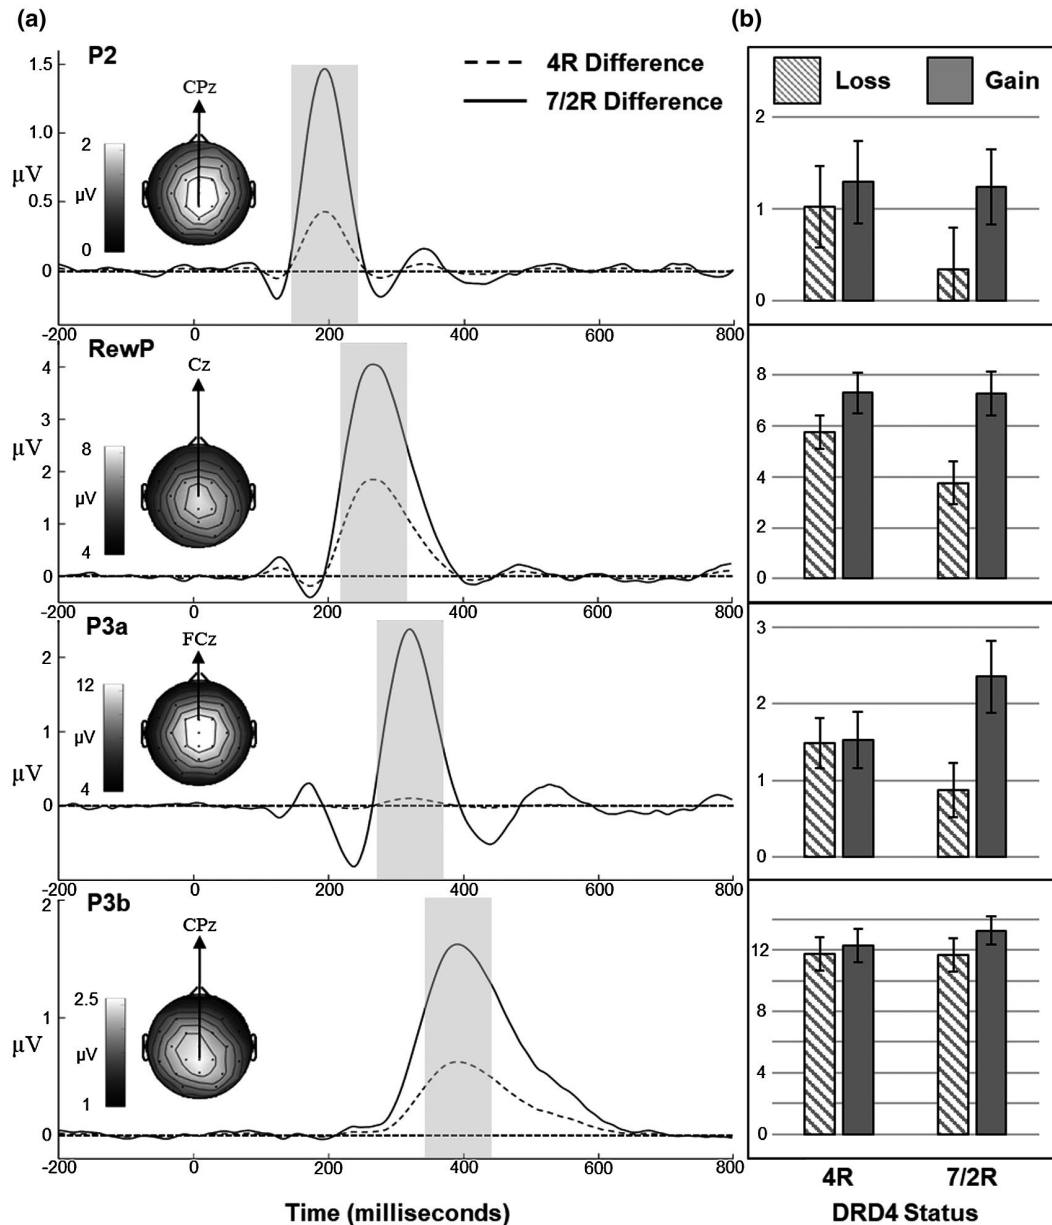 (a)
(b)
P2
4R Difference
7/2R Difference
CPz
2
µV
0
µV
1.5
1.0
0.5
0
-200 0 200 400 600 800
Loss Gain
2
1
0
RewP
Cz
8
µV
4
µV
4
3
2
1
0
-200 0 200 400 600 800
8
6
4
2
0
P3a
FCz
12
µV
4
µV
2
1
0
-200 0 200 400 600 800
3
2
1
0
P3b
CPz
2.5
µV
1
µV
2
1
0
-200 0 200 400 600 800
Time (milliseconds)
12
8
4
0
4R 7/2R
DRD4 Status